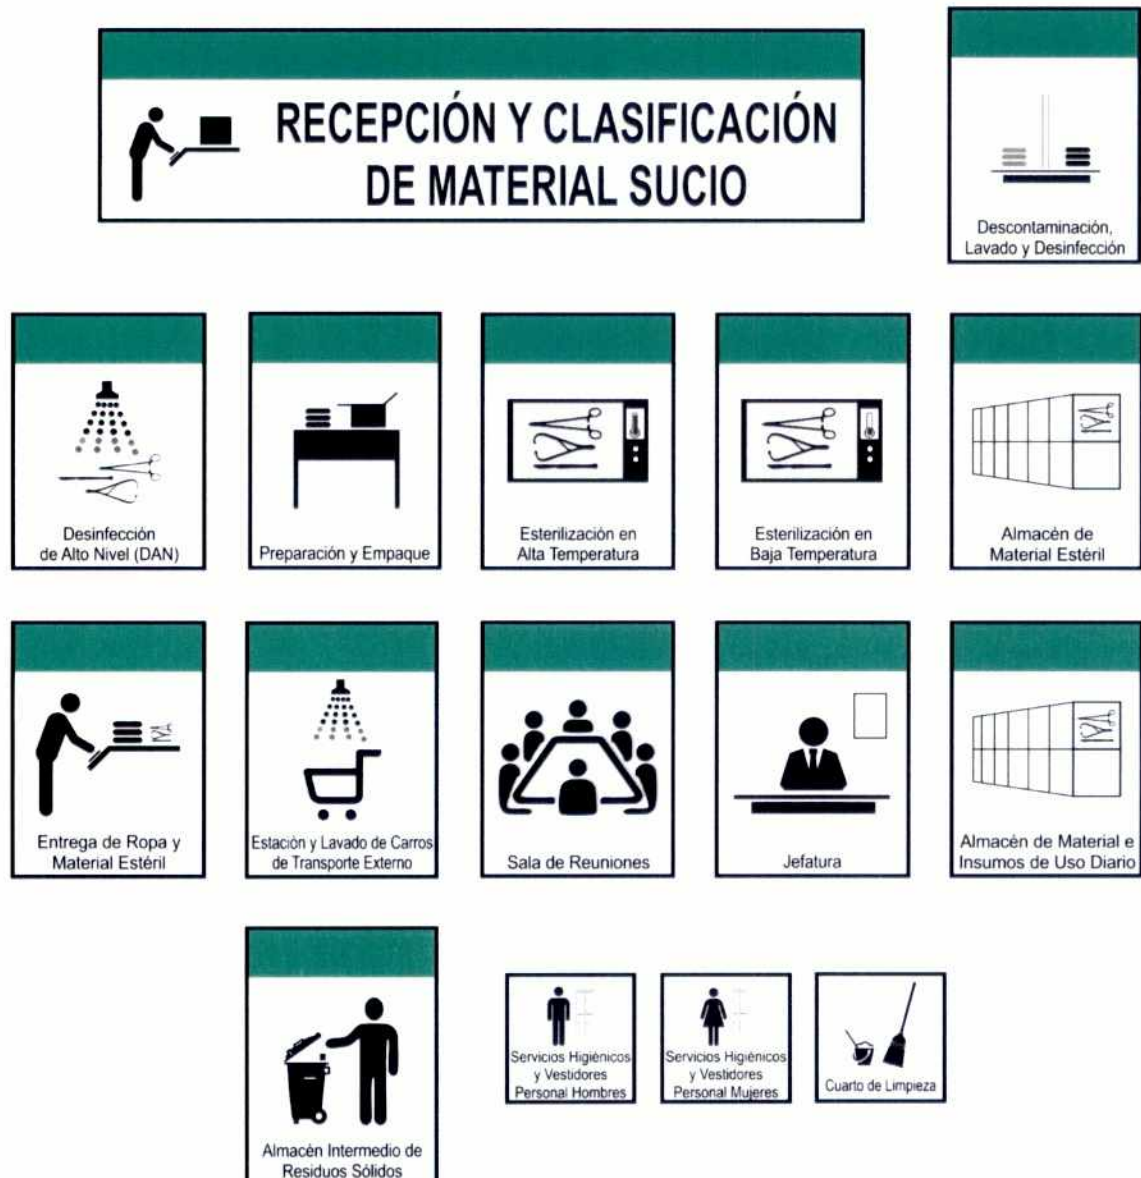 RECEPCIÓN Y CLASIFICACIÓN
DE MATERIAL SUCIO
Descontaminación,
Lavado y Desinfección
Desinfección
de Alto Nivel (DAN)
Preparación y Empaque
Esterilización en
Alta Temperatura
Esterilización en
Baja Temperatura
Almacén de
Material Estéril
Entrega de Ropa y
Material Estéril
Estación y Lavado de Carros
de Transporte Externo
Sala de Reuniones
Jefatura
Almacén de Material e
Insumos de Uso Diario
Almacén Intermedio de
Residuos Sólidos
Servicios Higiénicos
y Vestidores
Personal Hombres
Servicios Higiénicos
y Vestidores
Personal Mujeres
Cuarto de Limpieza